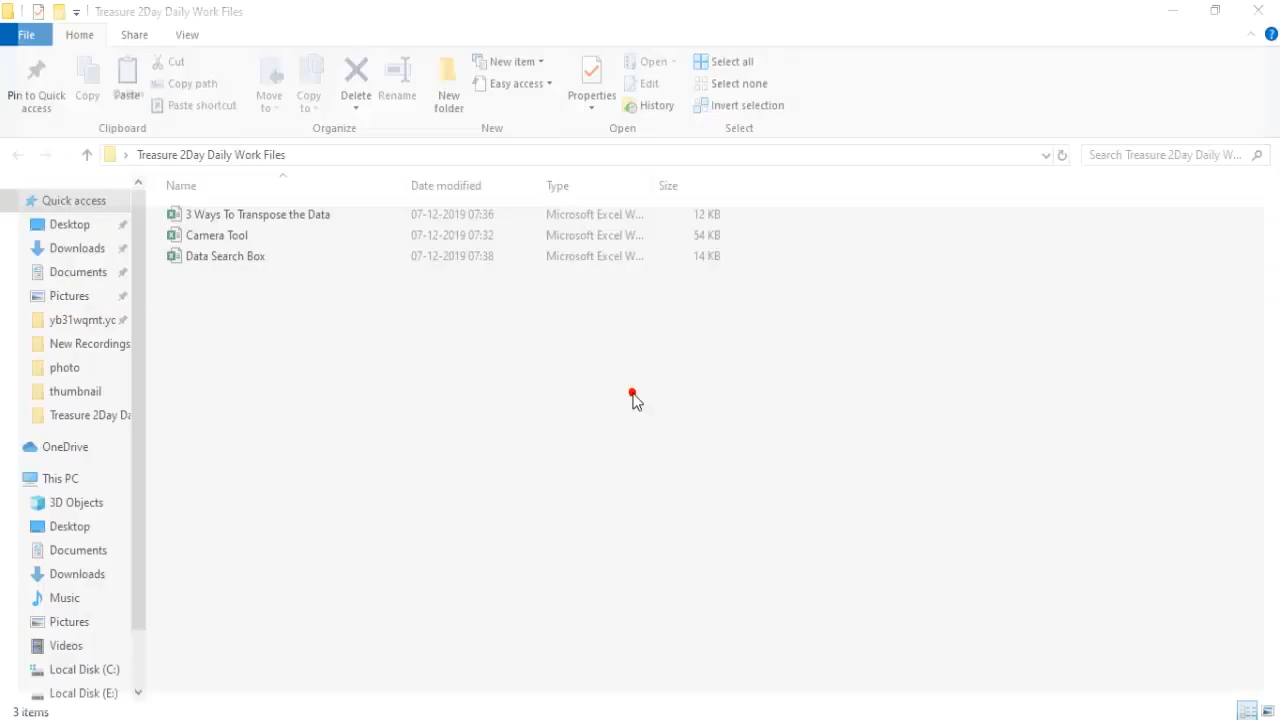 Treasure 2Day Daily Work Files
File Home Share View
Pin to Quick access
Copy
Paste
Cut
Copy path
Paste shortcut
Clipboard
Move to
Copy to
Delete
Rename
Organize
New folder
New item
Easy access
New
Properties
Open
Edit
History
Open
Select all
Select none
Invert selection
Select
Treasure 2Day Daily Work Files
Search Treasure 2Day Daily W...
Name Date modified Type Size
3 Ways To Transpose the Data 07-12-2019 07:36 Microsoft Excel W... 12 KB
Camera Tool 07-12-2019 07:32 Microsoft Excel W... 54 KB
Data Search Box 07-12-2019 07:38 Microsoft Excel W... 14 KB
Quick access
Desktop
Downloads
Documents
Pictures
yb31wqmt.yc
New Recordings
photo
thumbnail
Treasure 2Day Da
OneDrive
This PC
3D Objects
Desktop
Documents
Downloads
Music
Pictures
Videos
Local Disk (C:)
Local Disk (E:)
3 items